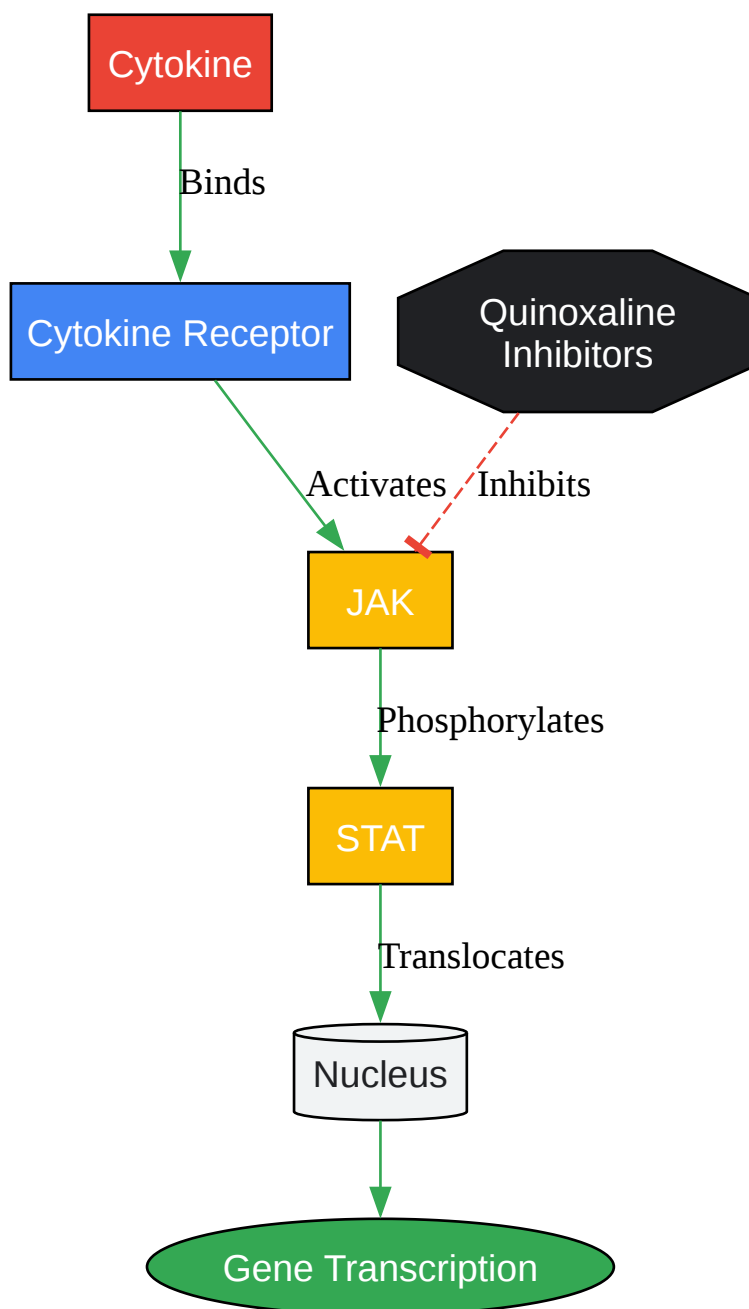 Cytokine
Binds
Cytokine Receptor
Quinoxaline
Inhibitors
Activates
Inhibits
JAK
Phosphorylates
STAT
Translocates
Nucleus
Gene Transcription